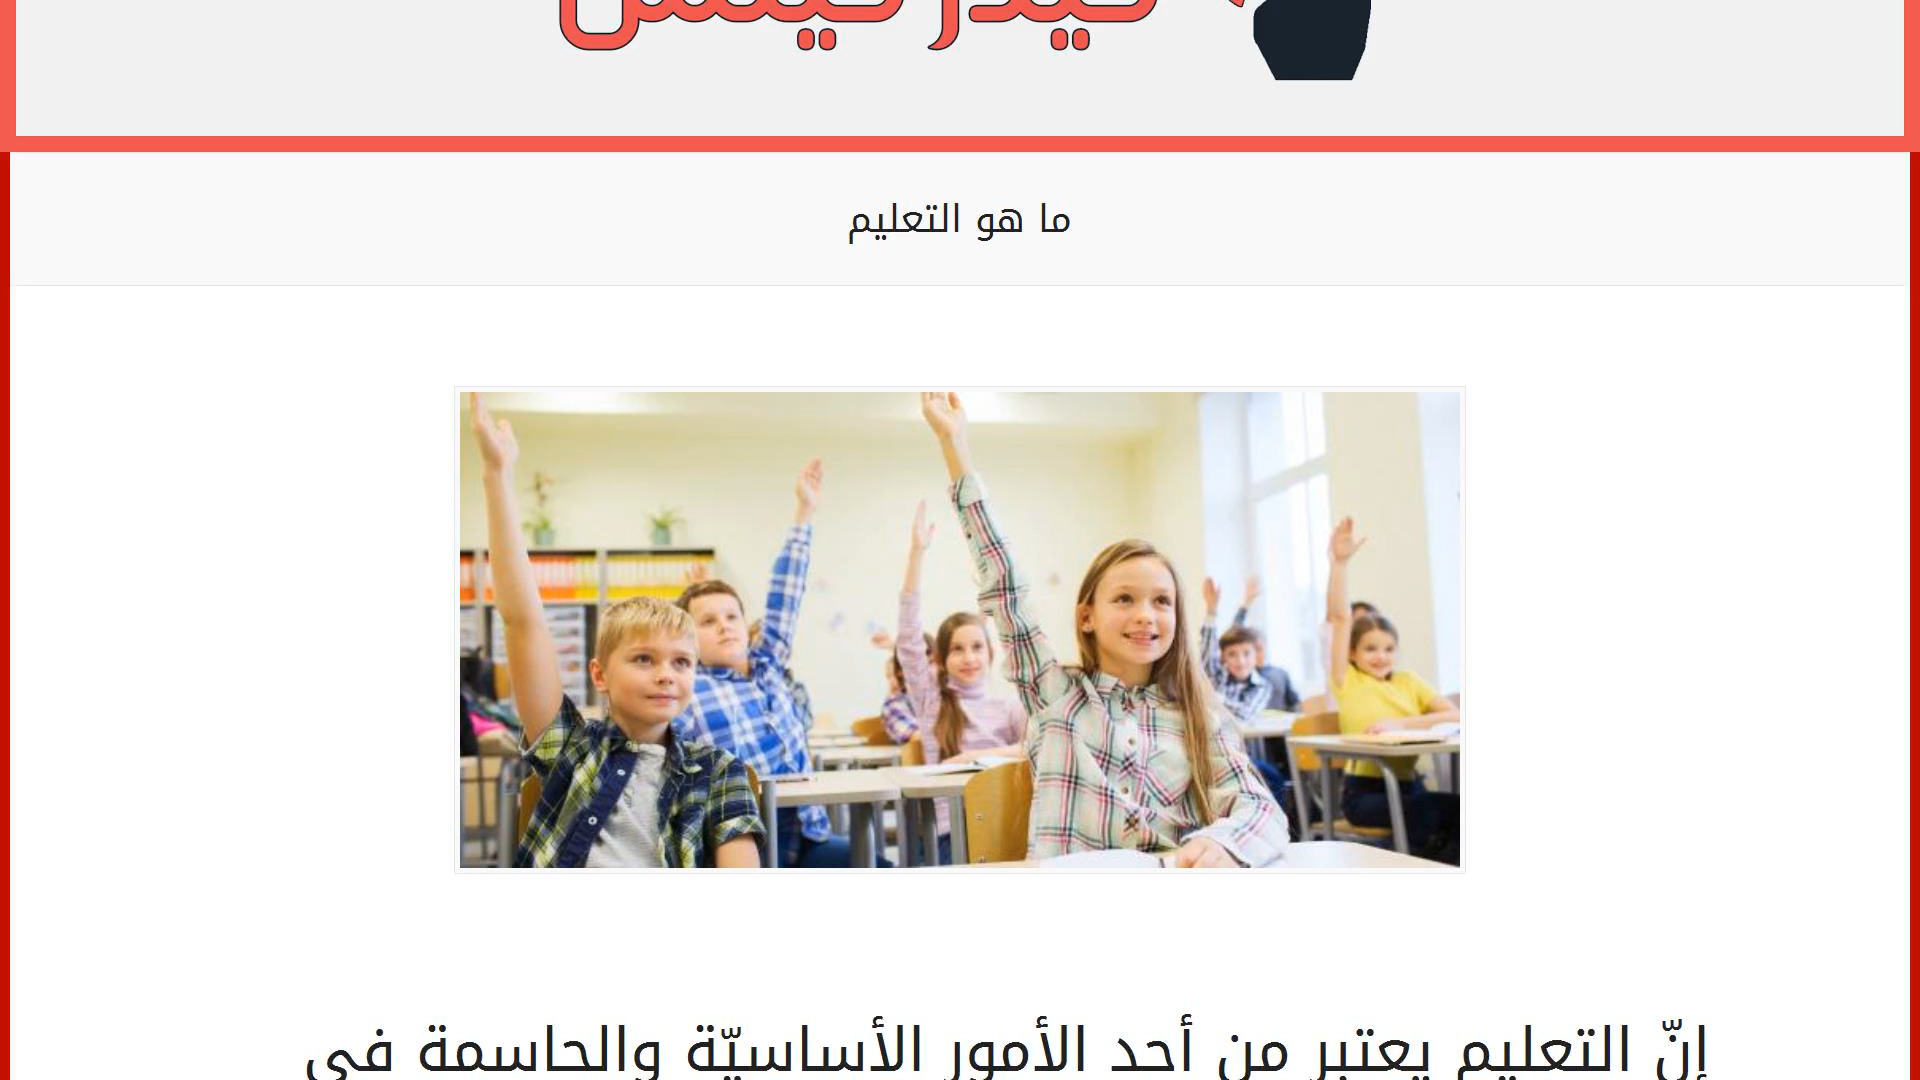 ما هو التعليم
إنّ التعليم يعتبر من أحد الأمور الأساسيّة والحاسمة في